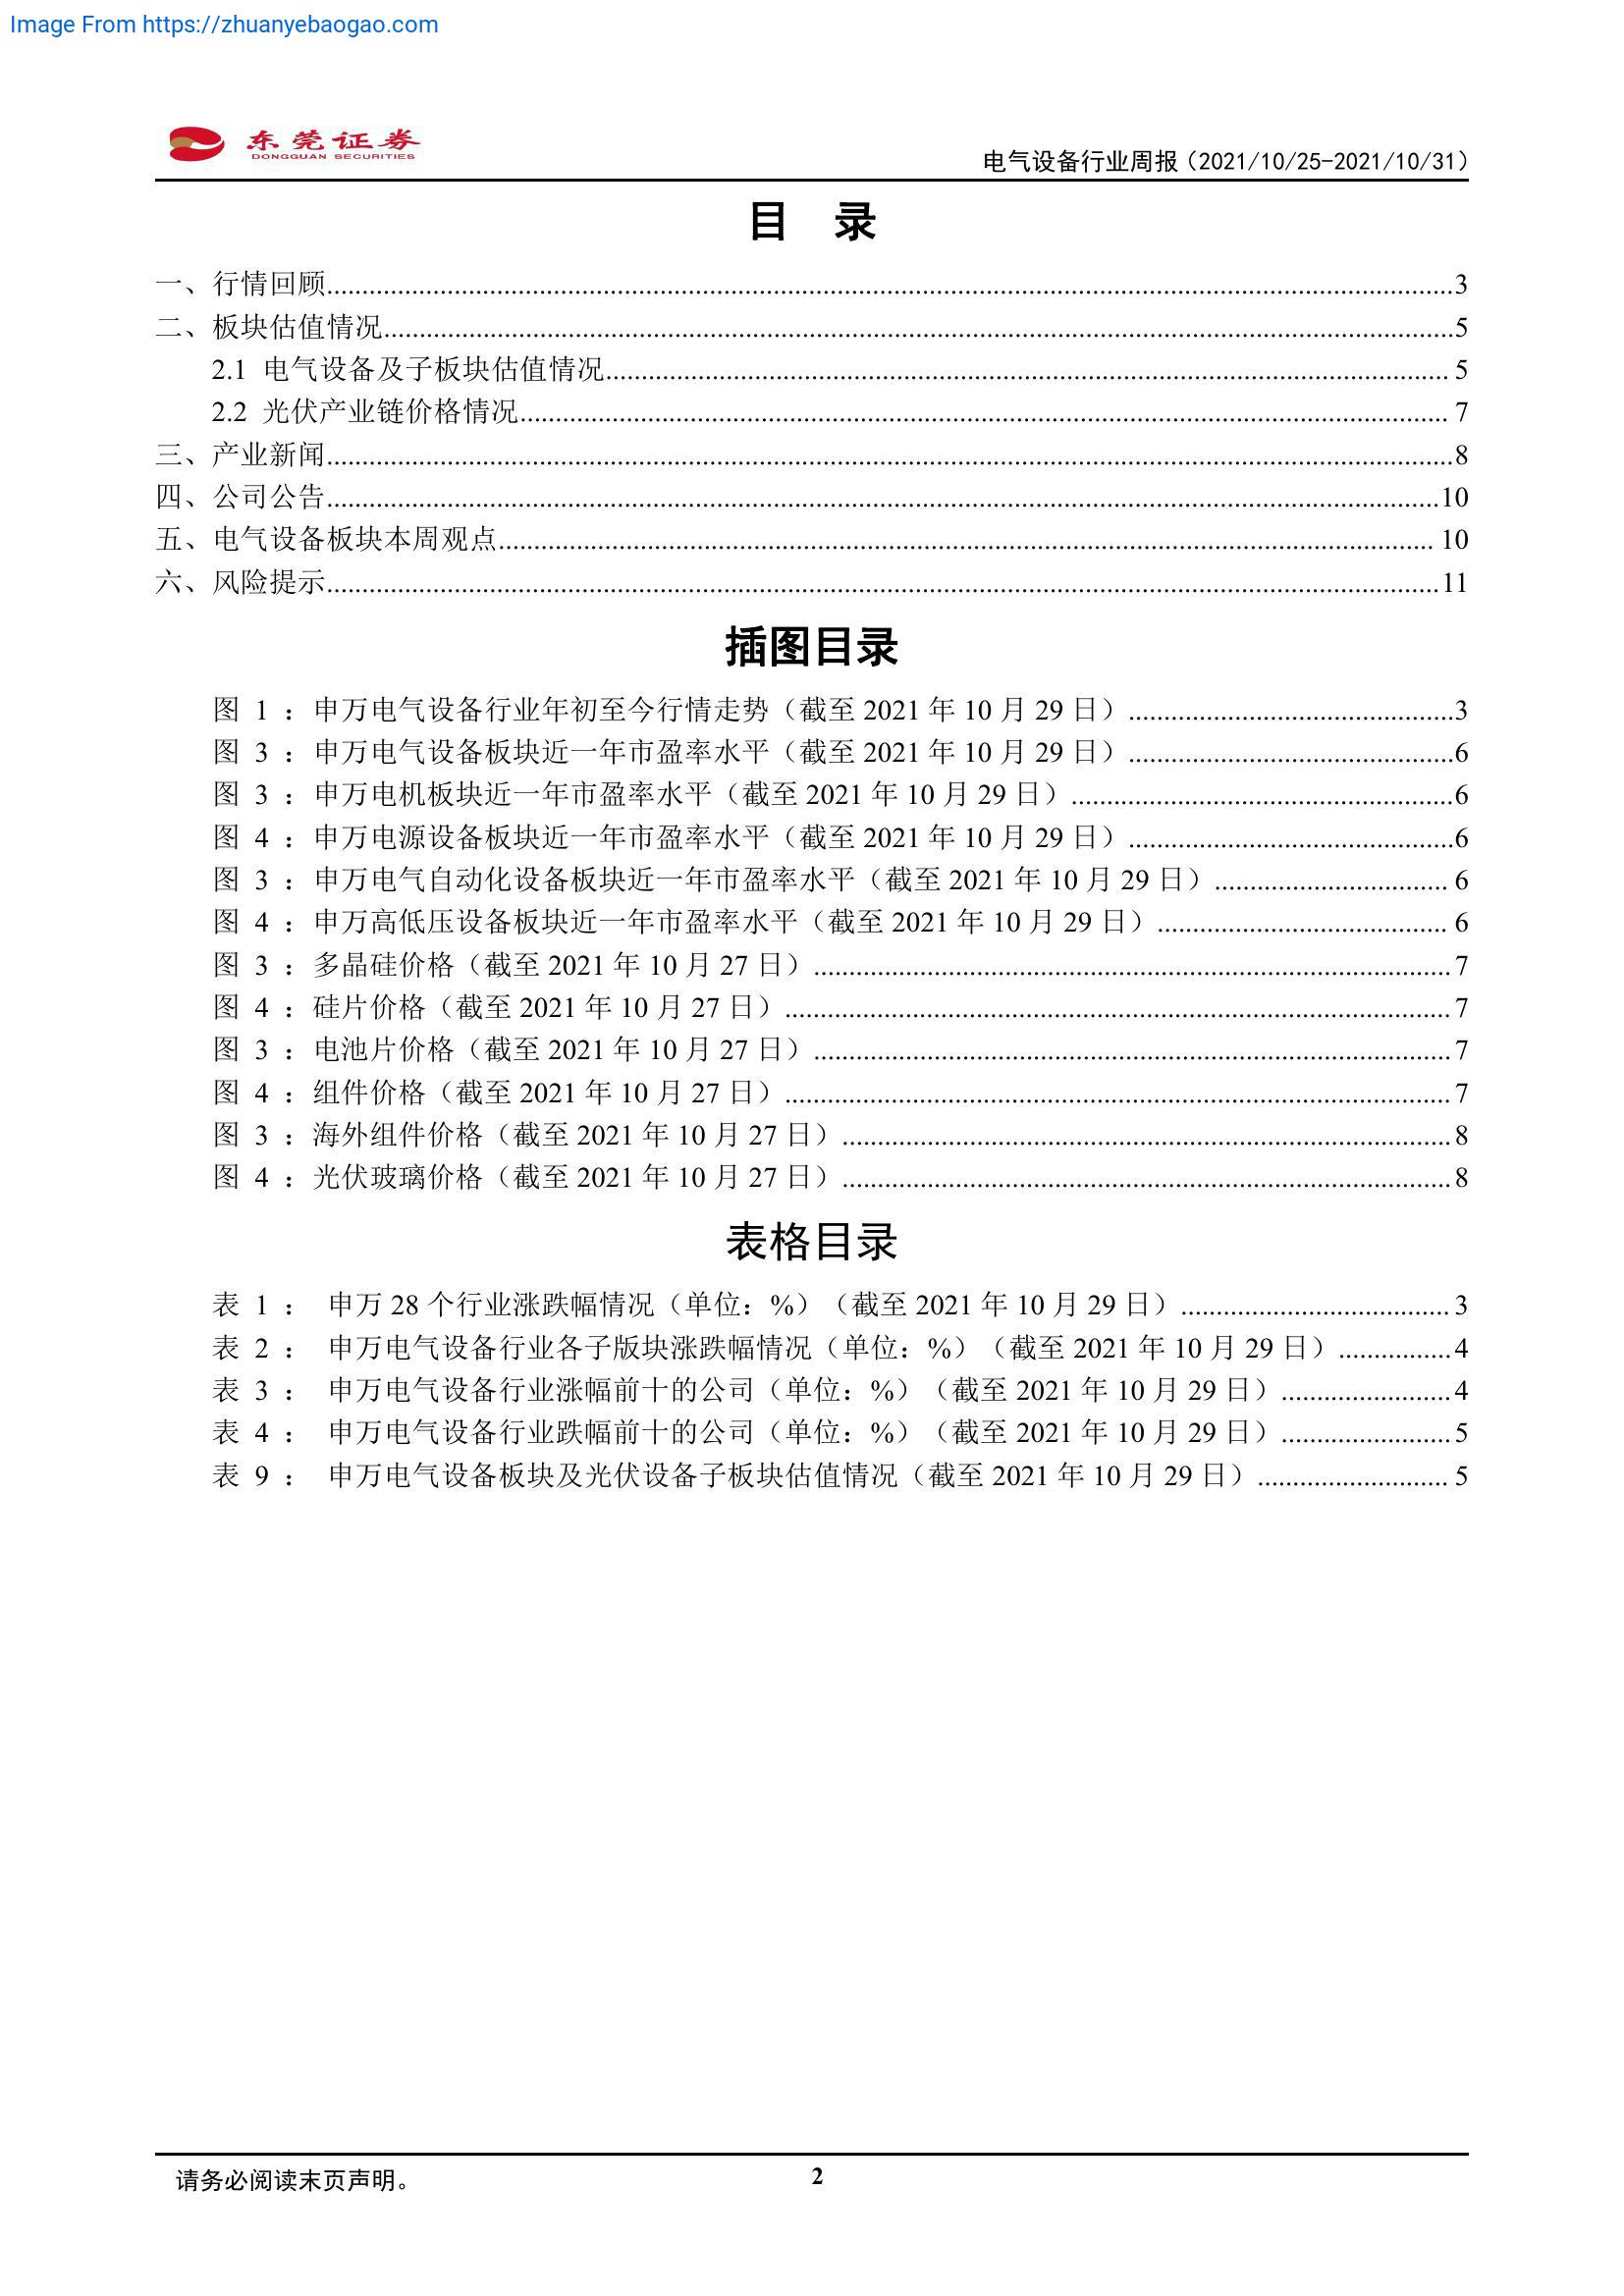 Image From https://zhuanyebaogao.com
东莞证券
DONGGUAN SECURITIES
电气设备行业周报（2021/10/25-2021/10/31）
目 录
一、行情回顾........................................3
二、板块估值情况........................................5
2.1 电气设备及子板块估值情况........................................ 5
2.2 光伏产业链价格情况........................................ 7
三、产业新闻........................................8
四、公司公告........................................10
五、电气设备板块本周观点........................................ 10
六、风险提示........................................11
插图目录
图 1 ：申万电气设备行业年初至今行情走势（截至 2021 年 10 月 29 日）........................................3
图 3 ：申万电气设备板块近一年市盈率水平（截至 2021 年 10 月 29 日）........................................6
图 3 ：申万电机板块近一年市盈率水平（截至 2021 年 10 月 29 日）........................................6
图 4 ：申万电源设备板块近一年市盈率水平（截至 2021 年 10 月 29 日）........................................6
图 3 ：申万电气自动化设备板块近一年市盈率水平（截至 2021 年 10 月 29 日）................................. 6
图 4 ：申万高低压设备板块近一年市盈率水平（截至 2021 年 10 月 29 日）........................................ 6
图 3 ：多晶硅价格（截至 2021 年 10 月 27 日）........................................ 7
图 4 ：硅片价格（截至 2021 年 10 月 27 日）........................................ 7
图 3 ：电池片价格（截至 2021 年 10 月 27 日）........................................ 7
图 4 ：组件价格（截至 2021 年 10 月 27 日）........................................ 7
图 3 ：海外组件价格（截至 2021 年 10 月 27 日）........................................ 8
图 4 ：光伏玻璃价格（截至 2021 年 10 月 27 日）........................................ 8
表格目录
表 1 ： 申万 28 个行业涨跌幅情况（单位：%）（截至 2021 年 10 月 29 日）...................................... 3
表 2 ： 申万电气设备行业各子版块涨跌幅情况（单位：%）（截至 2021 年 10 月 29 日）................4
表 3 ： 申万电气设备行业涨幅前十的公司（单位：%）（截至 2021 年 10 月 29 日）........................4
表 4 ： 申万电气设备行业跌幅前十的公司（单位：%）（截至 2021 年 10 月 29 日）........................5
表 9 ： 申万电气设备板块及光伏设备子板块估值情况（截至 2021 年 10 月 29 日）........................... 5
请务必阅读末页声明。
2